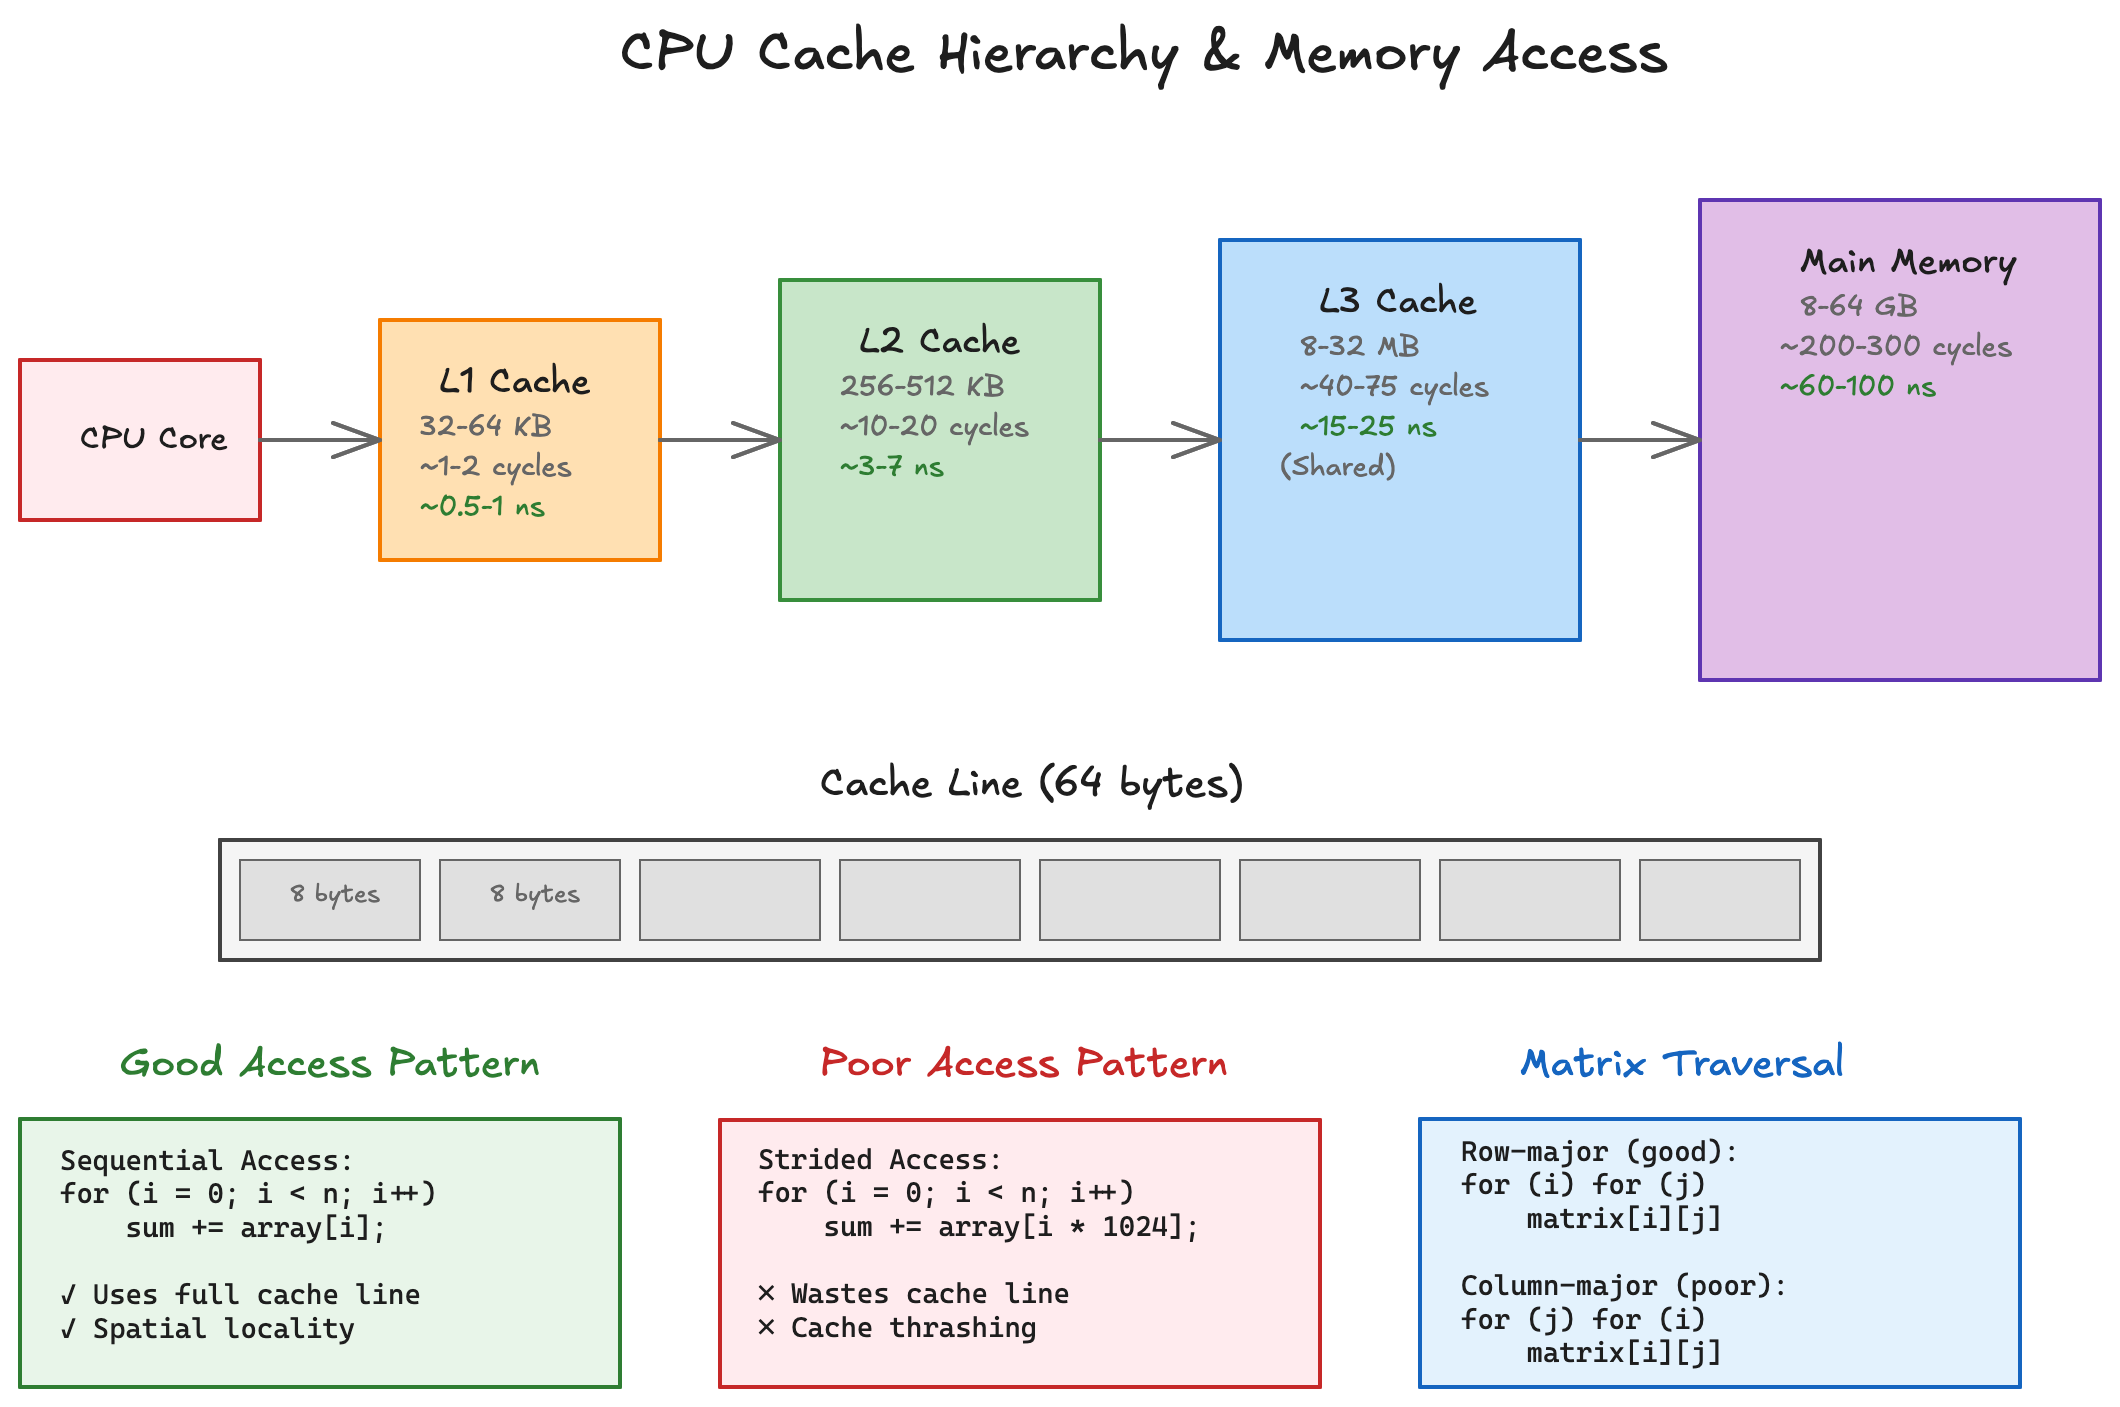 CPU Cache Hierarchy & Memory Access
CPU Core
L1 Cache
32-64 KB
~1-2 cycles
~0.5-1 ns
L2 Cache
256-512 KB
~10-20 cycles
~3-7 ns
L3 Cache
8-32 MB
~40-75 cycles
~15-25 ns
(Shared)
Main Memory
8-64 GB
~200-300 cycles
~60-100 ns
Cache Line (64 bytes)
8 bytes
8 bytes
Good Access Pattern
Sequential Access:
for (i = 0; i < n; i++)
    sum += array[i];
✓ Uses full cache line
✓ Spatial locality
Poor Access Pattern
Strided Access:
for (i = 0; i < n; i++)
    sum += array[i * 1024];
✕ Wastes cache line
✕ Cache thrashing
Matrix Traversal
Row-major (good):
for (i) for (j)
    matrix[i][j]
Column-major (poor):
for (j) for (i)
    matrix[i][j]